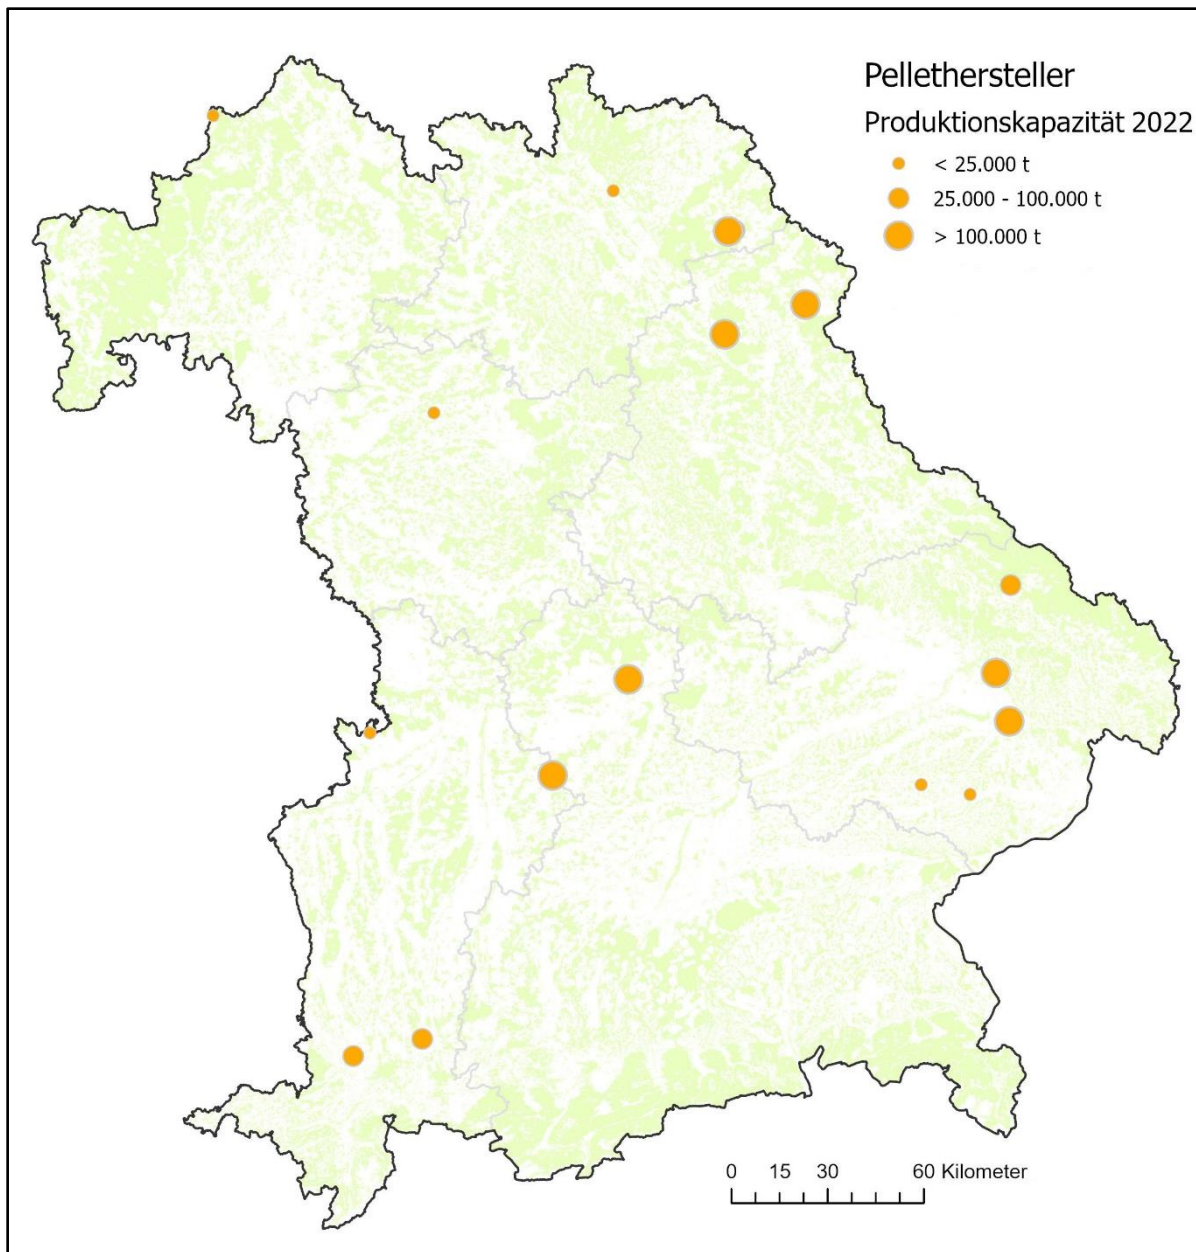 Pellethersteller
Produktionskapazität 2022
< 25.000 t
25.000 - 100.000 t
> 100.000 t
0 15 30 60 Kilometer